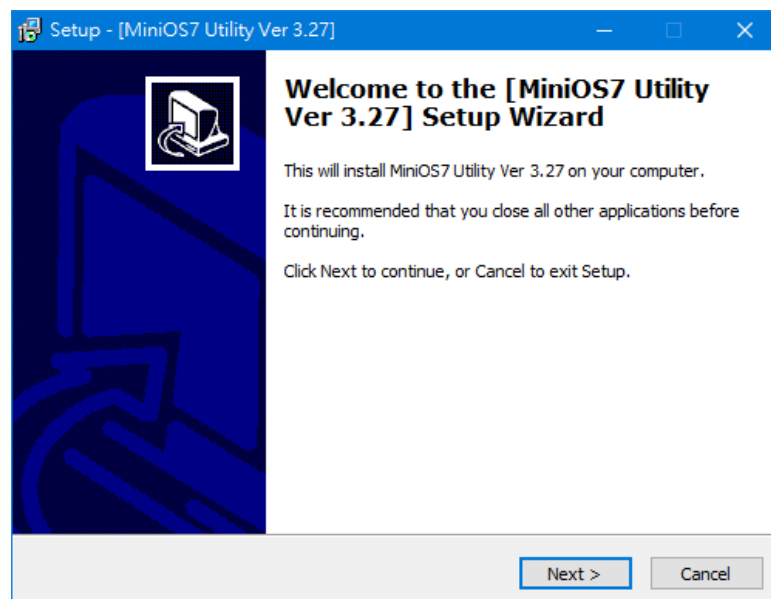 Setup - [MiniOS7 Utility Ver 3.27]
Welcome to the [MiniOS7 Utility
Ver 3.27] Setup Wizard
This will install MiniOS7 Utility Ver 3.27 on your computer.
It is recommended that you close all other applications before
continuing.
Click Next to continue, or Cancel to exit Setup.
Next >
Cancel